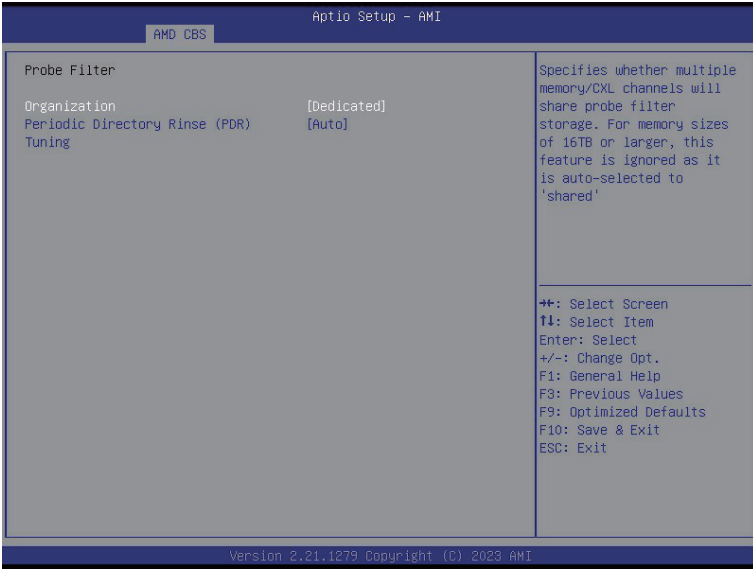 Aptio Setup – AMI
AMD CBS
Probe Filter
Organization [Dedicated]
Periodic Directory Rinse (PDR) [Auto]
Tuning
Specifies whether multiple
memory/CXL channels will
share probe filter
storage. For memory sizes
of 16TB or larger, this
feature is ignored as it
is auto-selected to
'shared'
→←: Select Screen
↑↓: Select Item
Enter: Select
+/-: Change Opt.
F1: General Help
F3: Previous Values
F9: Optimized Defaults
F10: Save & Exit
ESC: Exit
Version 2.21.1279 Copyright (C) 2023 AMI